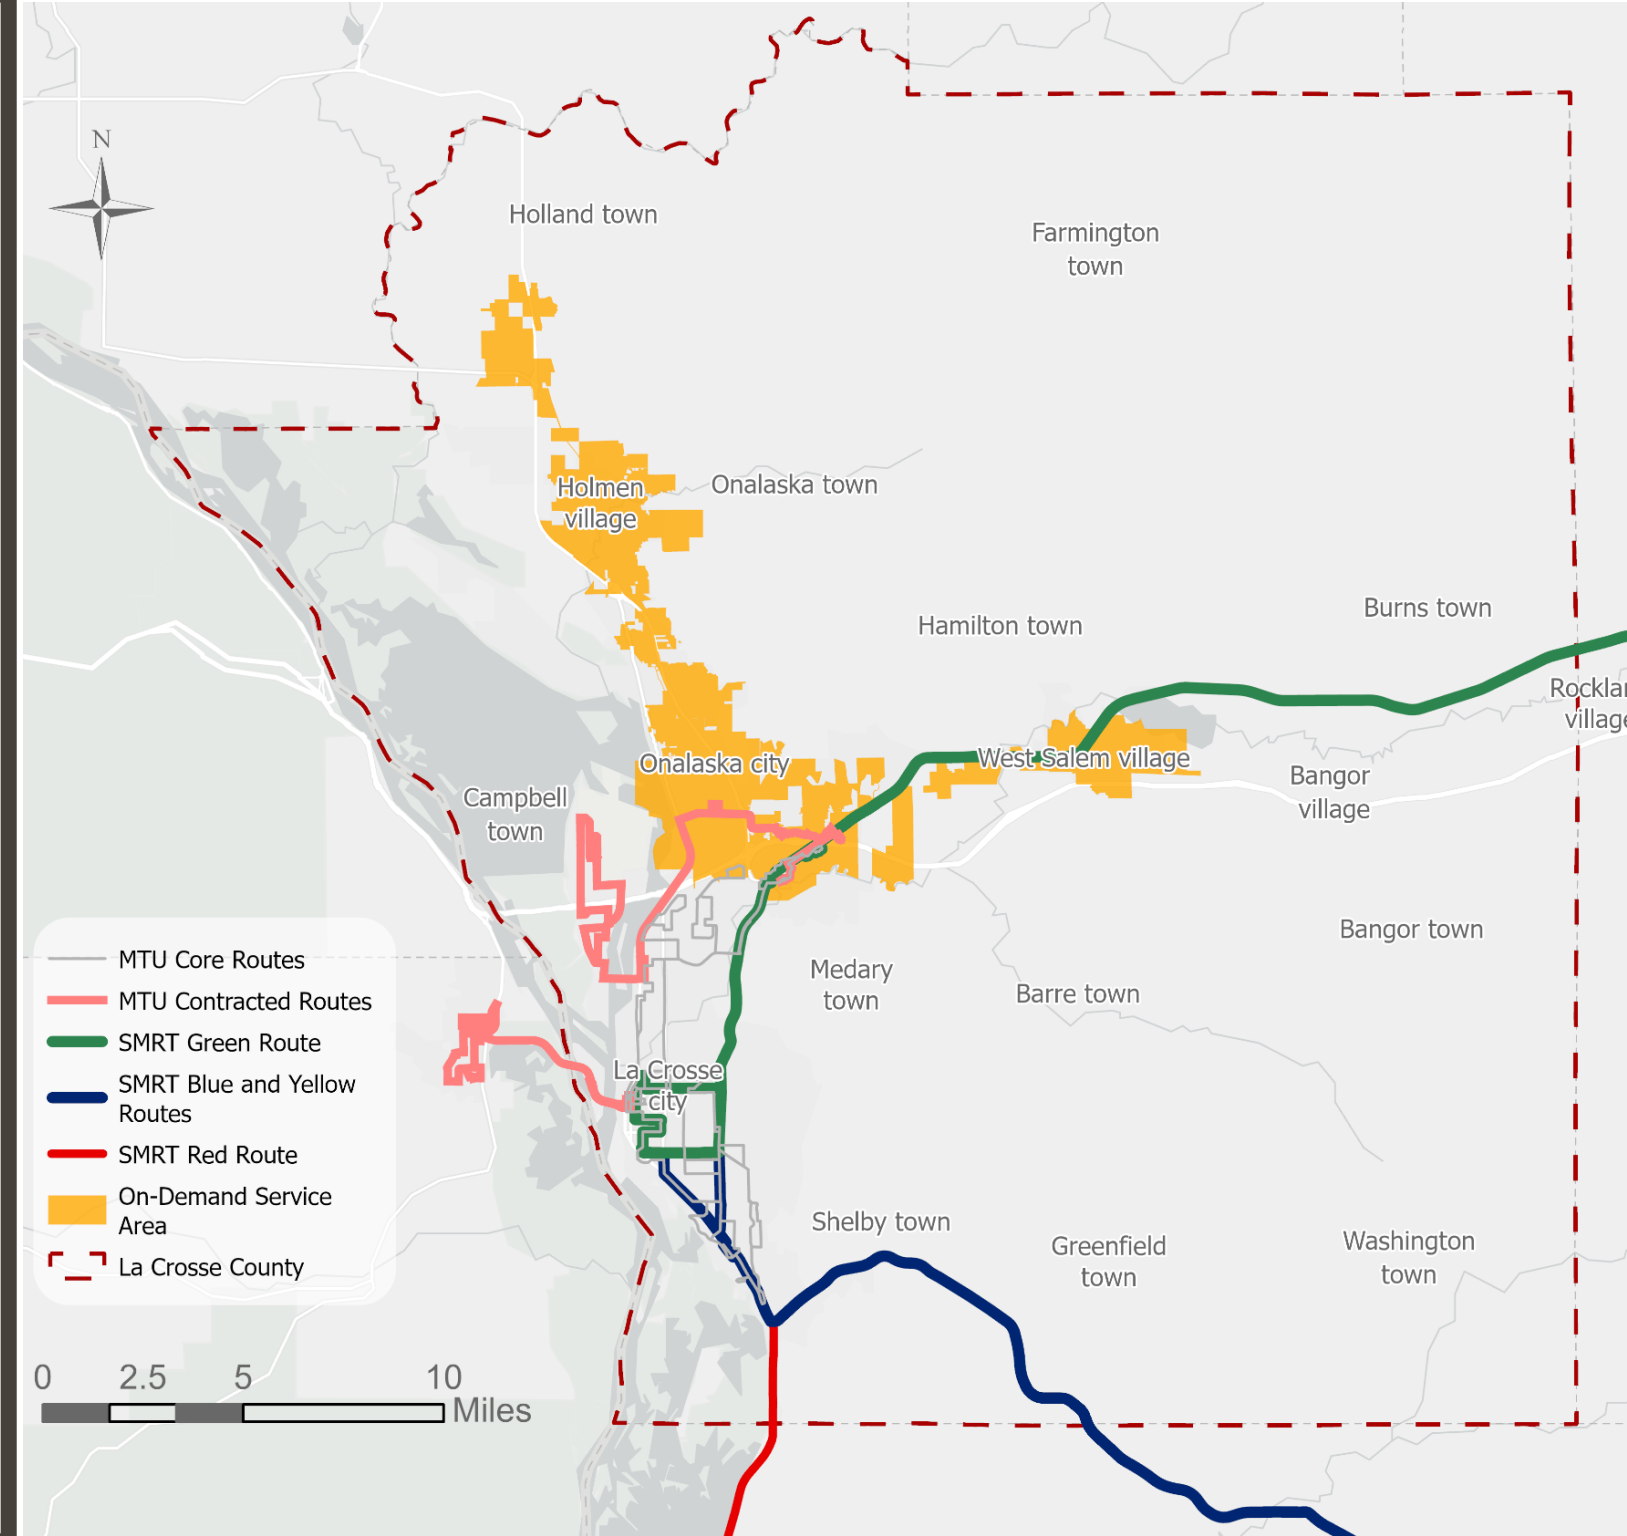 N
Holland town
Farmington
town
Holmen
village
Onalaska town
Hamilton town
Burns town
Onalaska city
West Salem village
Bangor
village
Campbell
town
Bangor town
Medary
town
Barre town
La Crosse
city
Shelby town
Greenfield
town
Washington
town
MTU Core Routes
MTU Contracted Routes
SMRT Green Route
SMRT Blue and Yellow
Routes
SMRT Red Route
On-Demand Service
Area
La Crosse County
0 2.5 5 10
Miles